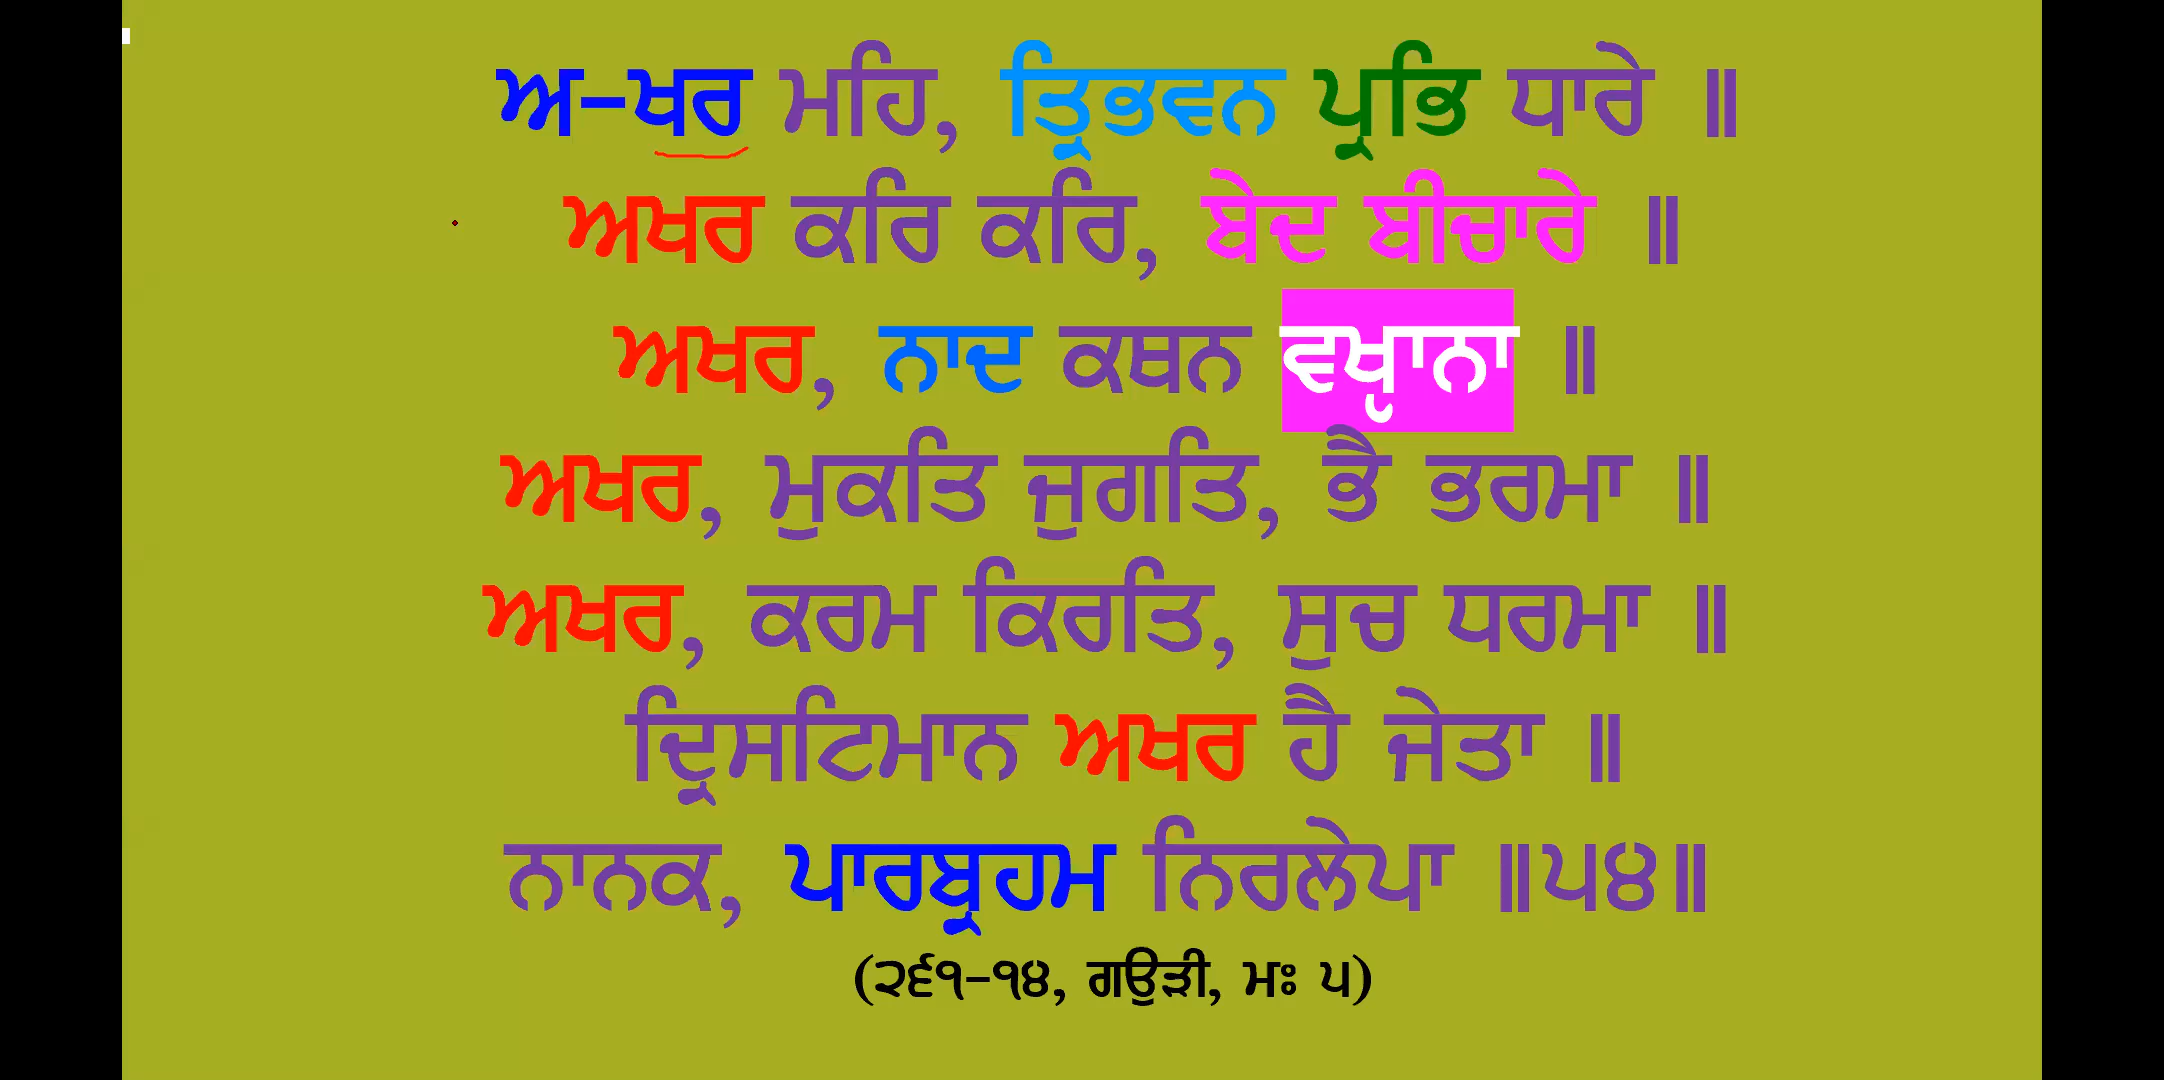 ਅ-ਖਰ ਮਹਿ, ਤ੍ਰਿਭਵਨ ਪ੍ਰਭਿ ਧਾਰੇ ॥
ਅਖਰ ਕਰਿ ਕਰਿ, ਬੇਦ ਬੀਚਾਰੇ ॥
ਅਖਰ, ਨਾਦ ਕਥਨ ਵਖੵਾਨਾ ॥
ਅਖਰ, ਮੁਕਤਿ ਜੁਗਤਿ, ਭੈ ਭਰਮਾ ॥
ਅਖਰ, ਕਰਮ ਕਿਰਤਿ, ਸੁਚ ਧਰਮਾ ॥
ਦ੍ਰਿਸਟਿਮਾਨ ਅਖਰ ਹੈ ਜੇਤਾ ॥
ਨਾਨਕ, ਪਾਰਬ੍ਰਹਮ ਨਿਰਲੇਪਾ ॥੫੪॥
(੨੬੧-੧੪, ਗਉੜੀ, ਮਃ ੫)